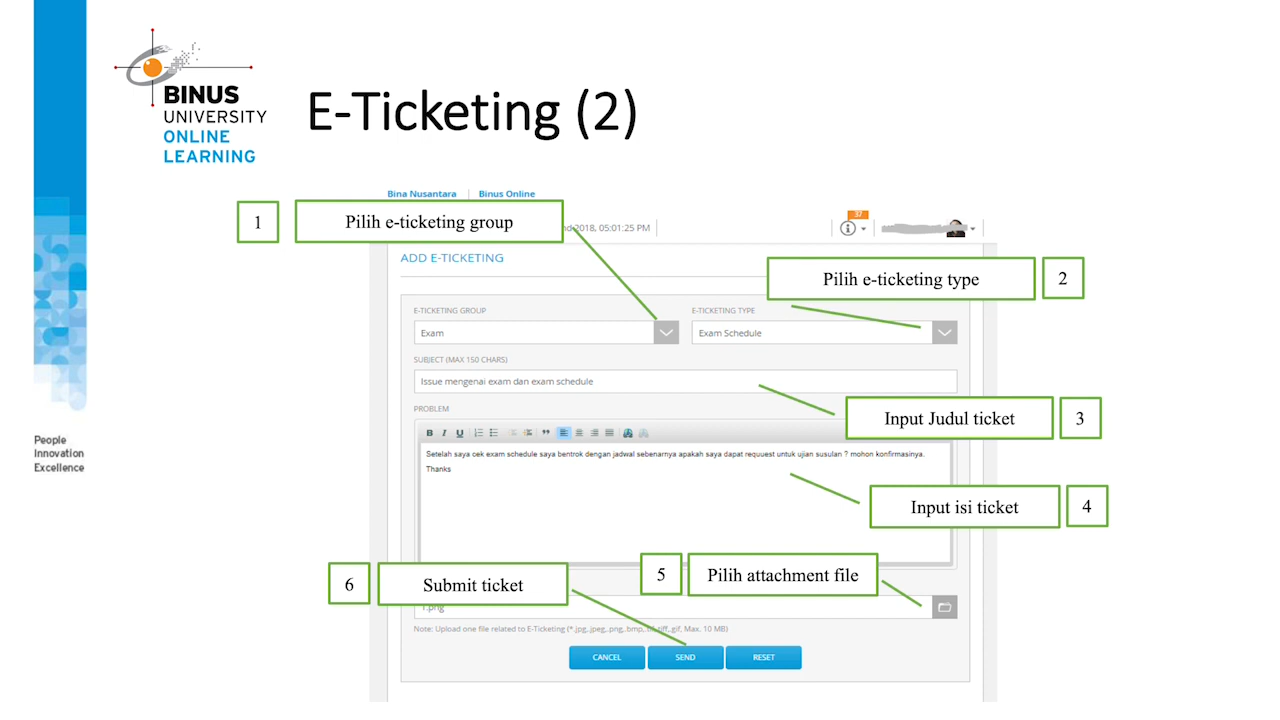 BINUS
UNIVERSITY
ONLINE
LEARNING
E-Ticketing (2)
People
Innovation
Excellence
Bina Nusantara
Binus Online
1
Pilih e-ticketing group
2018, 05:01:25 PM
37
ADD E-TICKETING
Pilih e-ticketing type
2
E-TICKETING GROUP
E-TICKETING TYPE
Exam
Exam Schedule
SUBJECT (MAX 150 CHARS)
Issue mengenai exam dan exam schedule
Input Judul ticket
3
PROBLEM
B I U
Setelah saya cek exam schedule saya bentrok dengan jadwal sebenarnya apakah saya dapat requuest untuk ujian susulan ? mohon konfirmasinya.
Thanks
Input isi ticket
4
5
Pilih attachment file
6
Submit ticket
1.png
Note: Upload one file related to E-Ticketing (*.jpg,.jpeg,.png,.bmp,.tif,.tiff,.gif, Max. 10 MB)
CANCEL
SEND
RESET